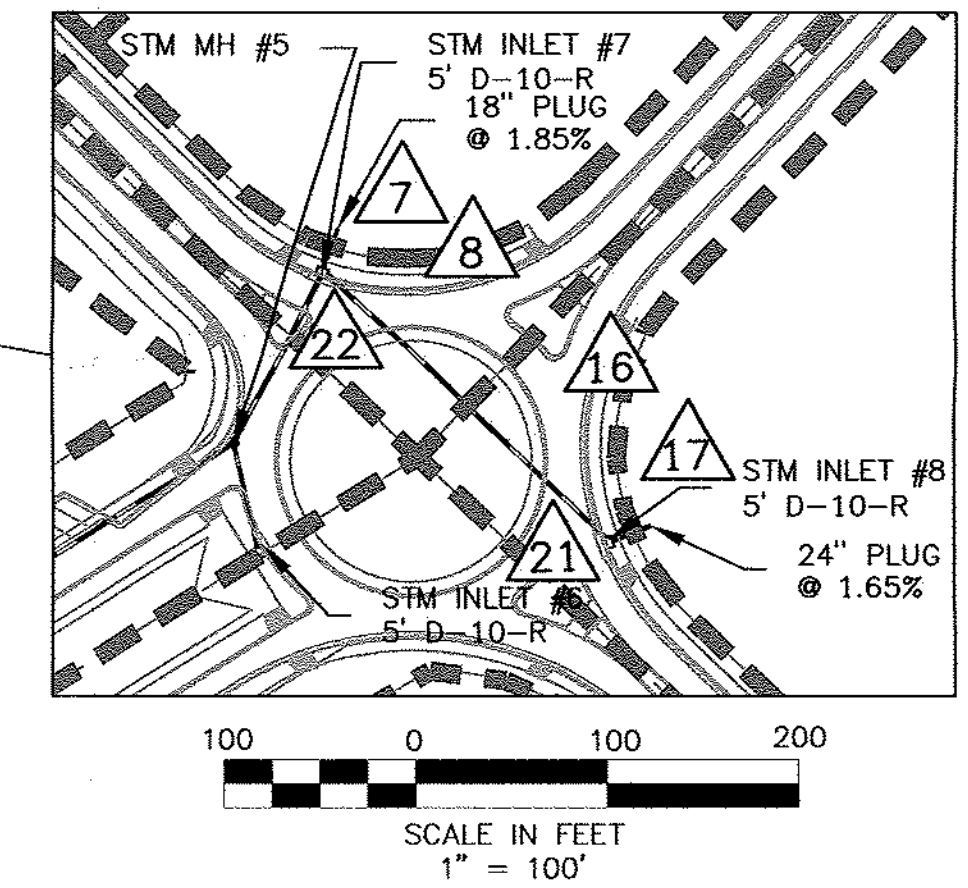 STM MH #5
STM INLET #7
5' D-10-R
18" PLUG
@ 1.85%
7
8
22
16
17
STM INLET #8
5' D-10-R
21
24" PLUG
@ 1.65%
STM INLET #6
5' D-10-R
100 0 100 200
SCALE IN FEET
1" = 100'